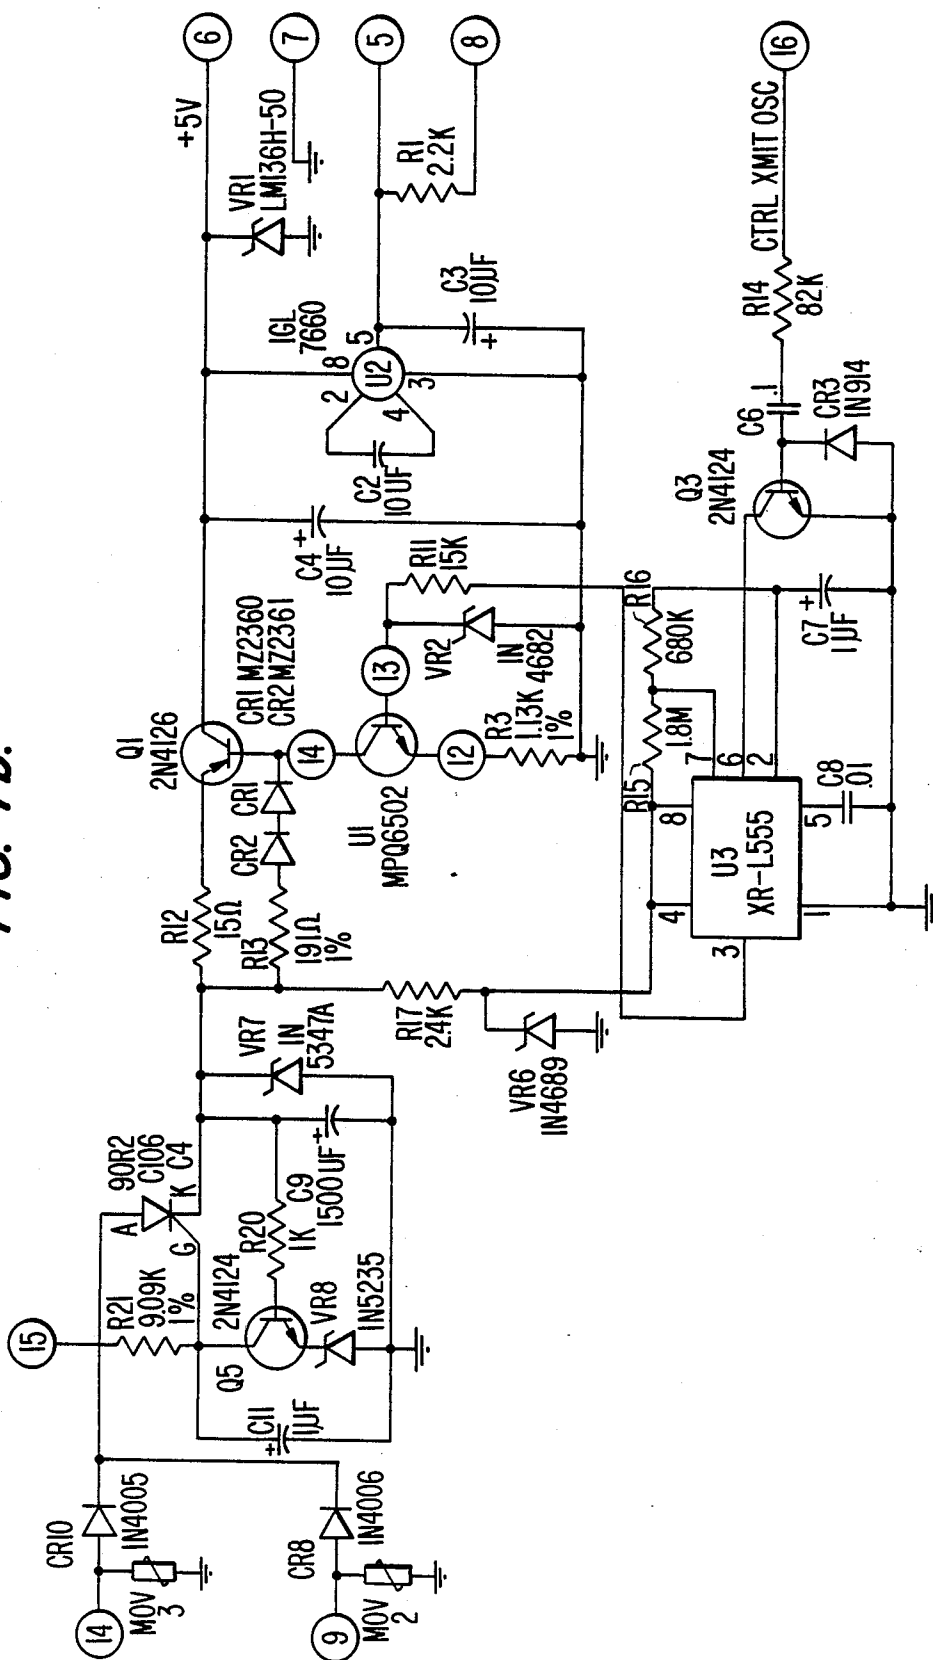 FIG. 7B.
6
7
5
8
16
+5V
VR1
LM136H-50
R1
2.2K
CTRL XMIT OSC
IGL
7660
8
5
2
U2
4
3
C3
10µF
+
R14
82K
C2
10UF
C6
.1
CR3
IN914
Q3
2N4124
C4
+
10µF
R11
15K
13
VR2
IN
4682
R16
680K
C7
+
1µF
Q1
2N4126
CR1 MZ2360
CR2 MZ2361
CR1
CR2
14
U1
MPQ6502
12
R3
1.13K
1%
R15
1.8M
7
6
2
8
4
3
5
1
U3
XR-L555
C8
.01
R12
15Ω
R13
191Ω
1%
R17
2.4K
VR6
IN4689
VR7
IN
5347A
90R2
C106
C4
A
K
G
R20
1K
C9
1500UF
+
15
R21
9.09K
1%
2N4124
Q5
VR8
IN5235
C11
+
1µF
CR10
IN4005
14
MOV
3
CR8
IN4006
9
MOV
2